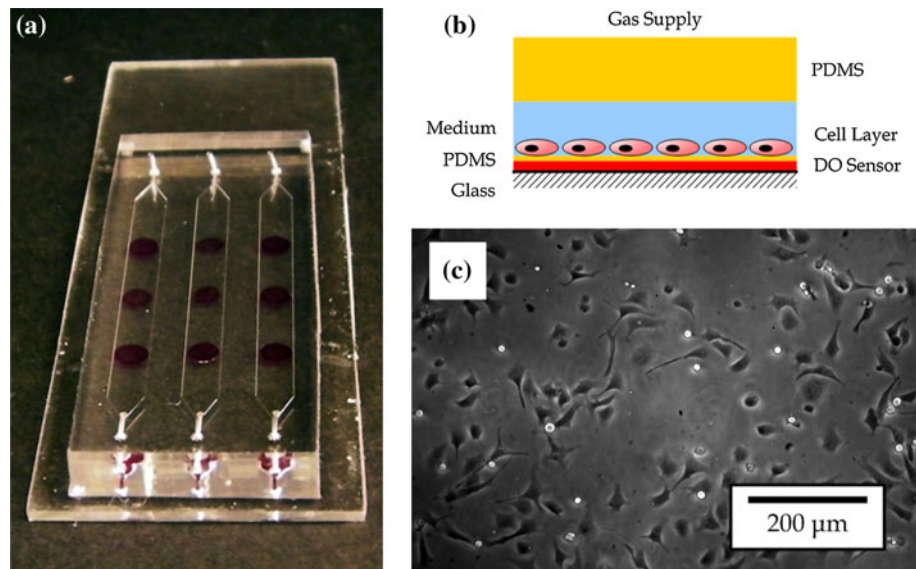 (a)
(b)
Gas Supply
PDMS
Medium
Cell Layer
PDMS
DO Sensor
Glass
(c)
200 µm